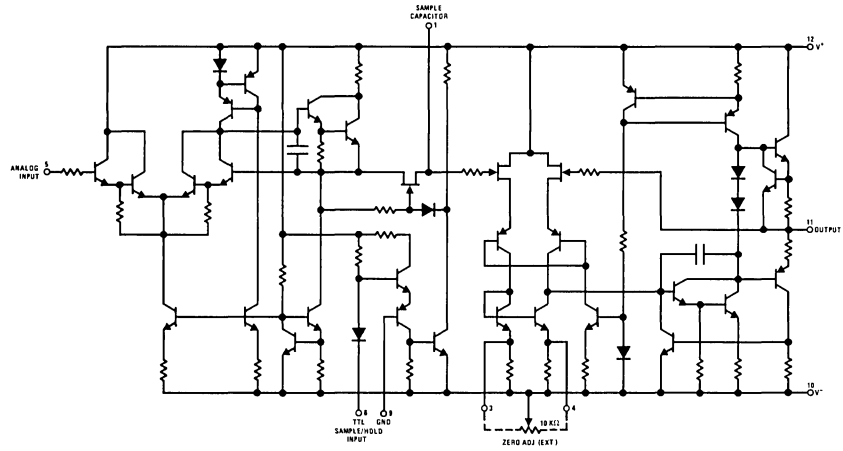 SAMPLE
CAPACITOR
1
12
V+
ANALOG
INPUT
5
11
OUTPUT
10
V−
3
4
10 KΩ
8
9
TTL
GND
SAMPLE/HOLD
INPUT
ZERO ADJ (EXT)